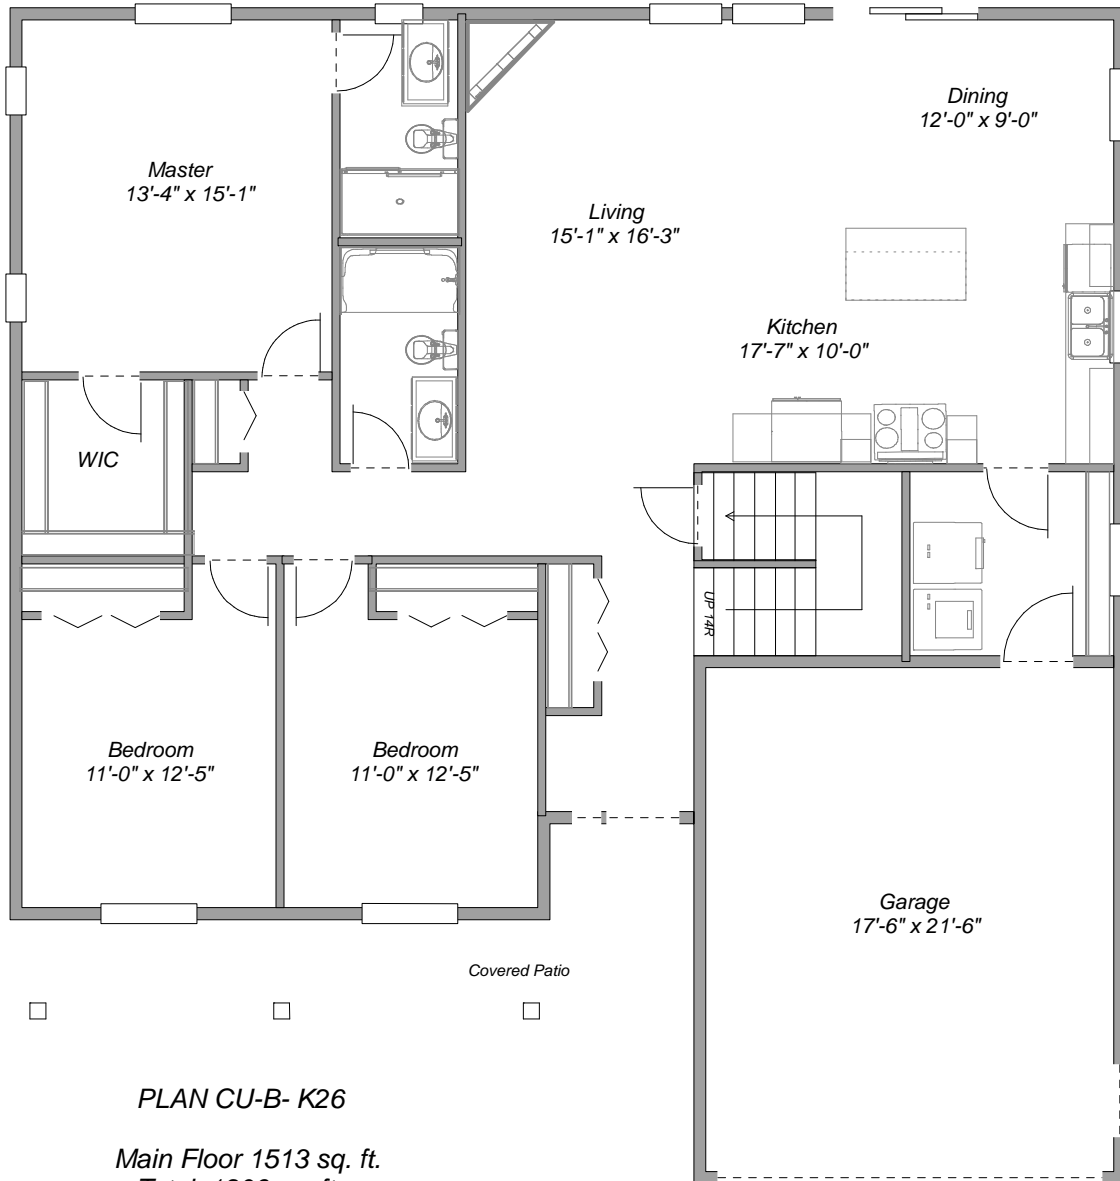 Dining
12'-0" x 9'-0"
Master
13'-4" x 15'-1"
Living
15'-1" x 16'-3"
Kitchen
17'-7" x 10'-0"
WIC
UP 14R
Bedroom
11'-0" x 12'-5"
Bedroom
11'-0" x 12'-5"
Garage
17'-6" x 21'-6"
Covered Patio
PLAN CU-B- K26
Main Floor 1513 sq. ft.